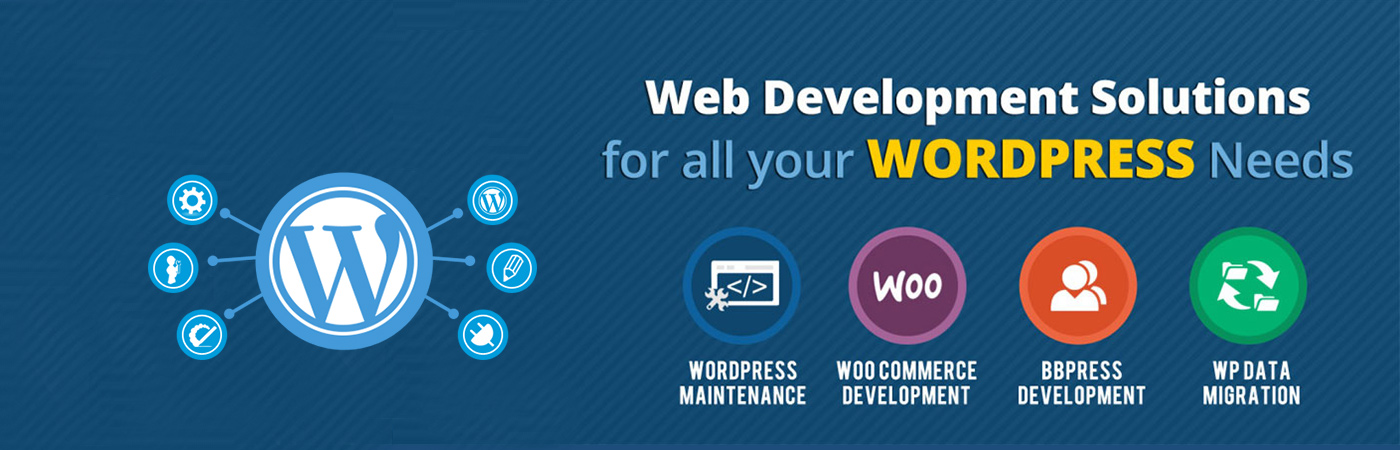 Web Development Solutions
for all your WORDPRESS Needs
W
W
</>
WOO
WORDPRESS
MAINTENANCE
WOO COMMERCE
DEVELOPMENT
BBPRESS
DEVELOPMENT
WP DATA
MIGRATION